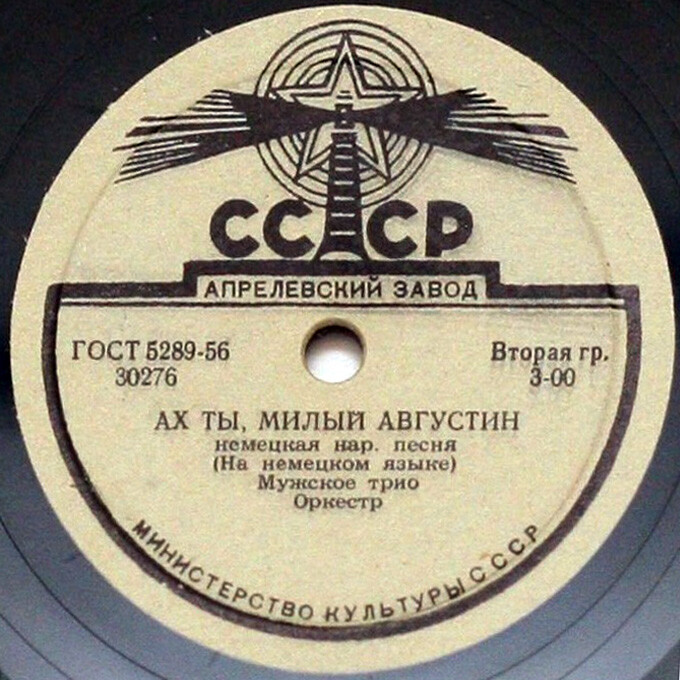 СССР
АПРЕЛЕВСКИЙ ЗАВОД
ГОСТ 5289-56
30276
Вторая гр.
3-00
АХ ТЫ, МИЛЫЙ АВГУСТИН
немецкая нар. песня
(На немецком языке)
Мужское трио
Оркестр
МИНИСТЕРСТВО КУЛЬТУРЫ СССР